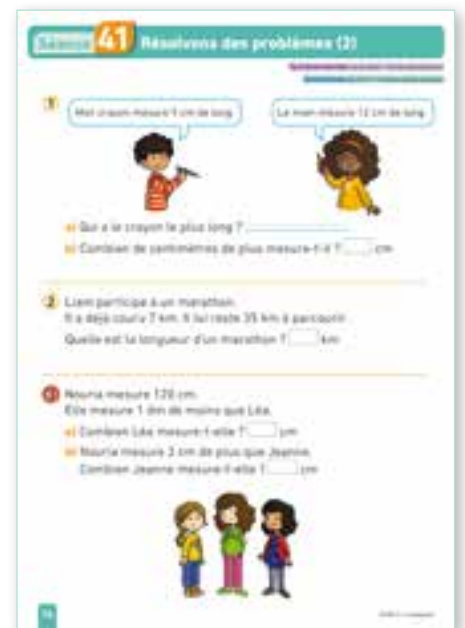 Séance 41 Résolvons des problèmes (2)
1
Mon crayon mesure 9 cm de long.
Le mien mesure 12 cm de long.
a) Qui a le crayon le plus long ?
b) Combien de centimètres de plus mesure-t-il ? cm
2 Liam participe à un marathon.
Il a déjà couru 7 km. Il lui reste 35 km à parcourir.
Quelle est la longueur d'un marathon ? km
Nouria mesure 120 cm.
Elle mesure 1 dm de moins que Léa.
a) Combien Léa mesure-t-elle ? cm
b) Nouria mesure 2 cm de plus que Jeanne.
Combien Jeanne mesure-t-elle ? cm